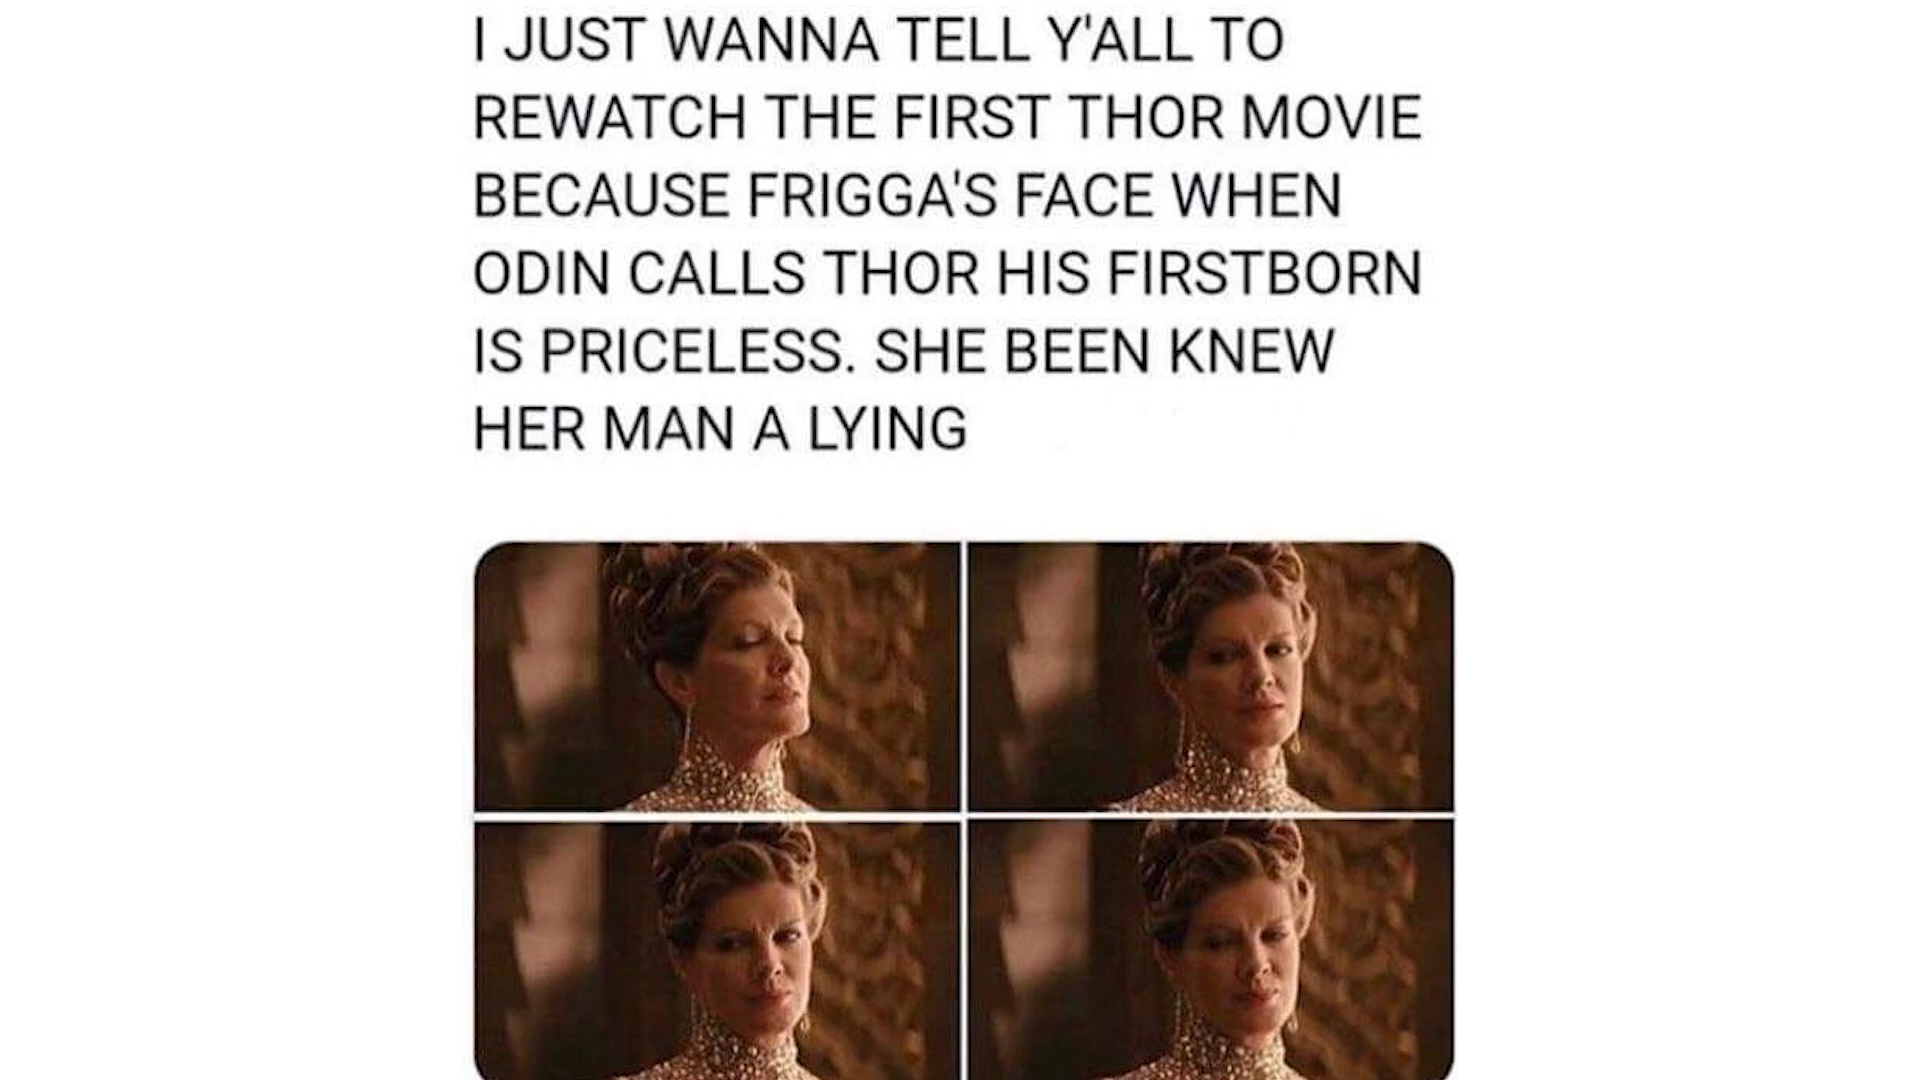 I JUST WANNA TELL Y'ALL TO
REWATCH THE FIRST THOR MOVIE
BECAUSE FRIGGA'S FACE WHEN
ODIN CALLS THOR HIS FIRSTBORN
IS PRICELESS. SHE BEEN KNEW
HER MAN A LYING